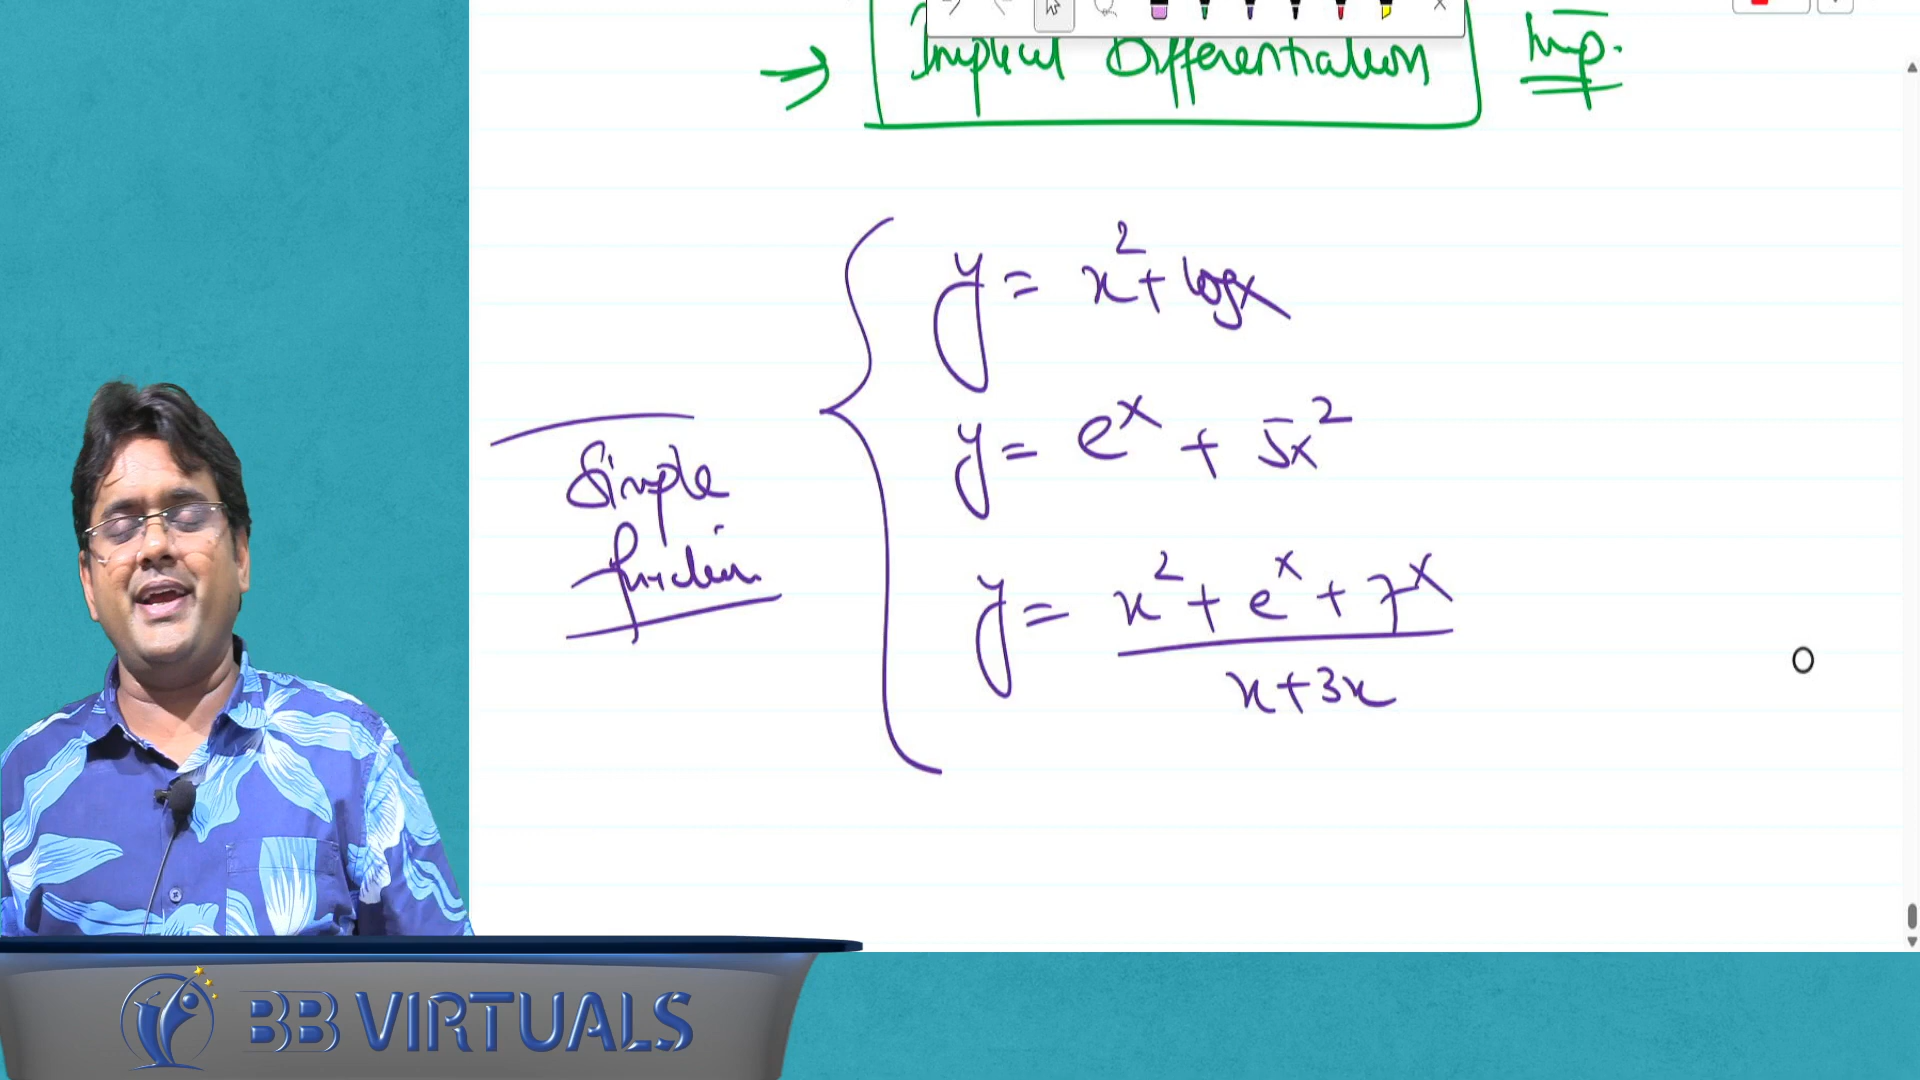 → Implicit Differentiation Imp.
y = x² + logx
y = eˣ + 5x²
Simple
function
y = x² + eˣ + 7ˣ
x + 3x
BB VIRTUALS